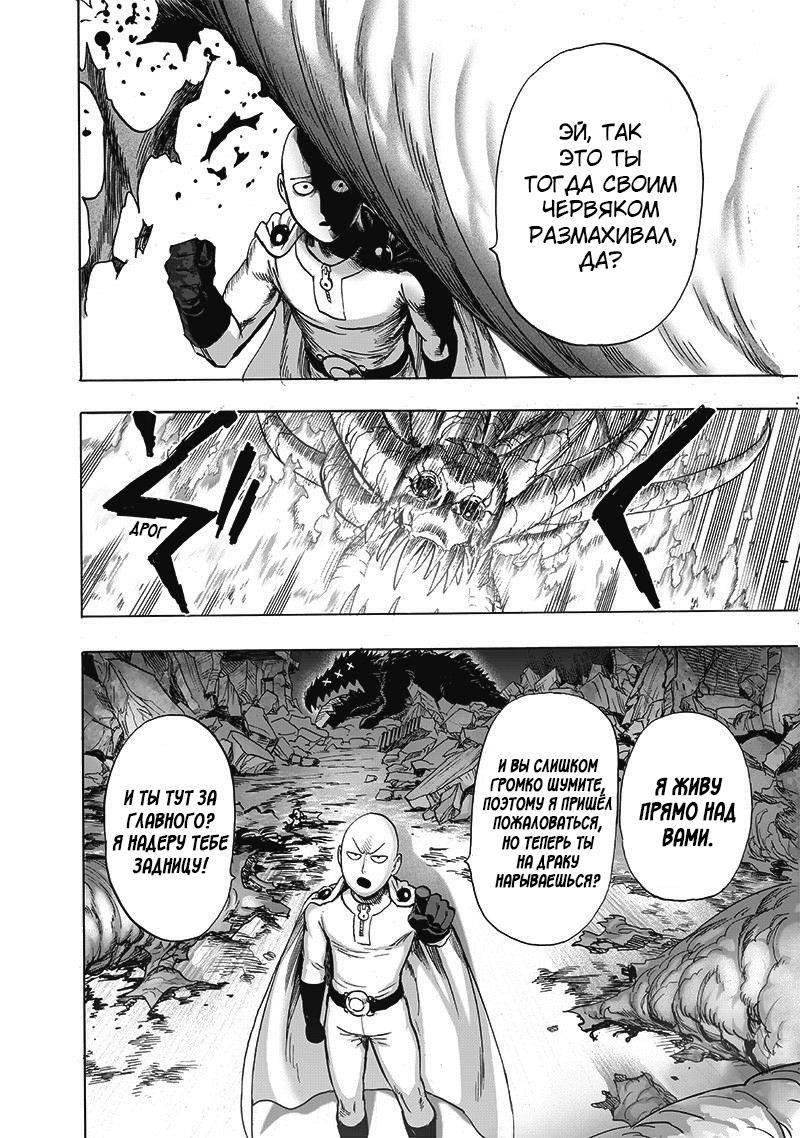 ЭЙ, ТАК
ЭТО ТЫ
ТОГДА СВОИМ
ЧЕРВЯКОМ
РАЗМАХИВАЛ,
ДА?
ДРОГ
Я ЖИВУ
ПРЯМО НАД
ВАМИ.
И ВЫ СЛИШКОМ
ГРОМКО ШУМИТЕ,
ПОЭТОМУ Я ПРИШЁЛ
ПОЖАЛОВАТЬСЯ,
НО ТЕПЕРЬ ТЫ
НА ДРАКУ
НАРЫВАЕШЬСЯ?
И ТЫ ТУТ ЗА
ГЛАВНОГО?
Я НАДЕРУ ТЕБЕ
ЗАДНИЦУ!